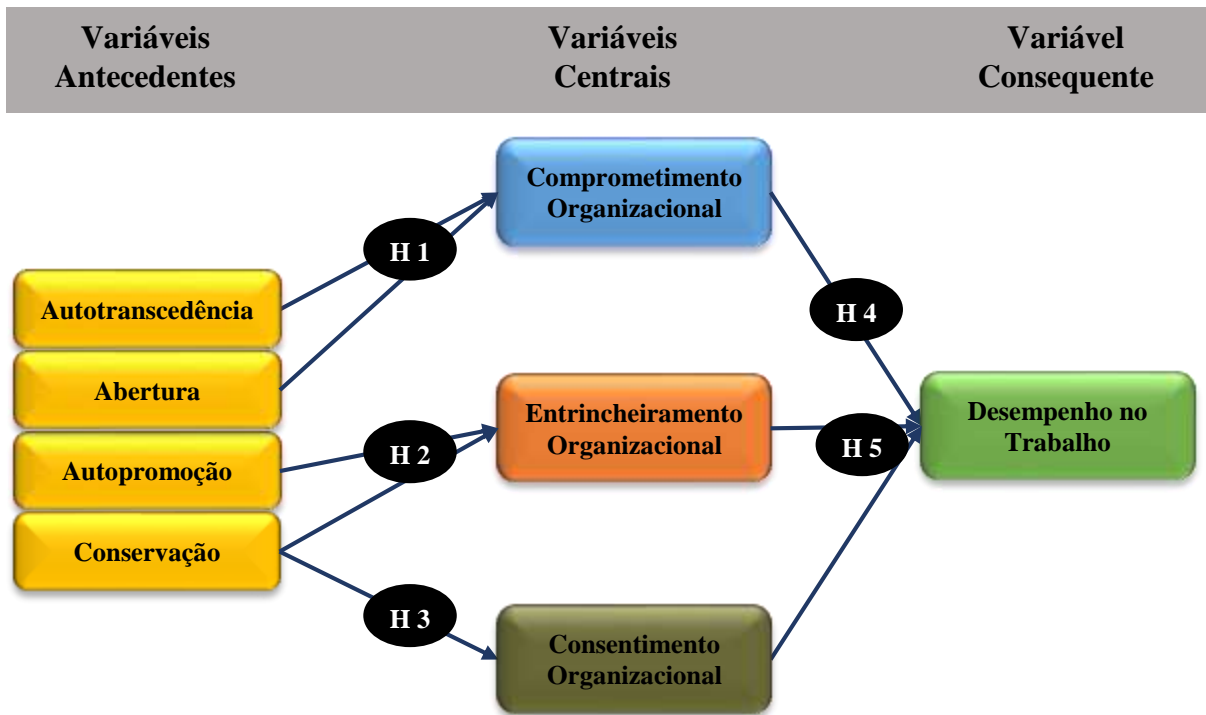 Variáveis
Antecedentes
Variáveis
Centrais
Variável
Consequente
Comprometimento
Organizacional
H 1
Autotranscedência
H 4
Abertura
Entrincheiramento
Organizacional
Desempenho no
Trabalho
H 2
H 5
Autopromoção
Conservação
H 3
Consentimento
Organizacional